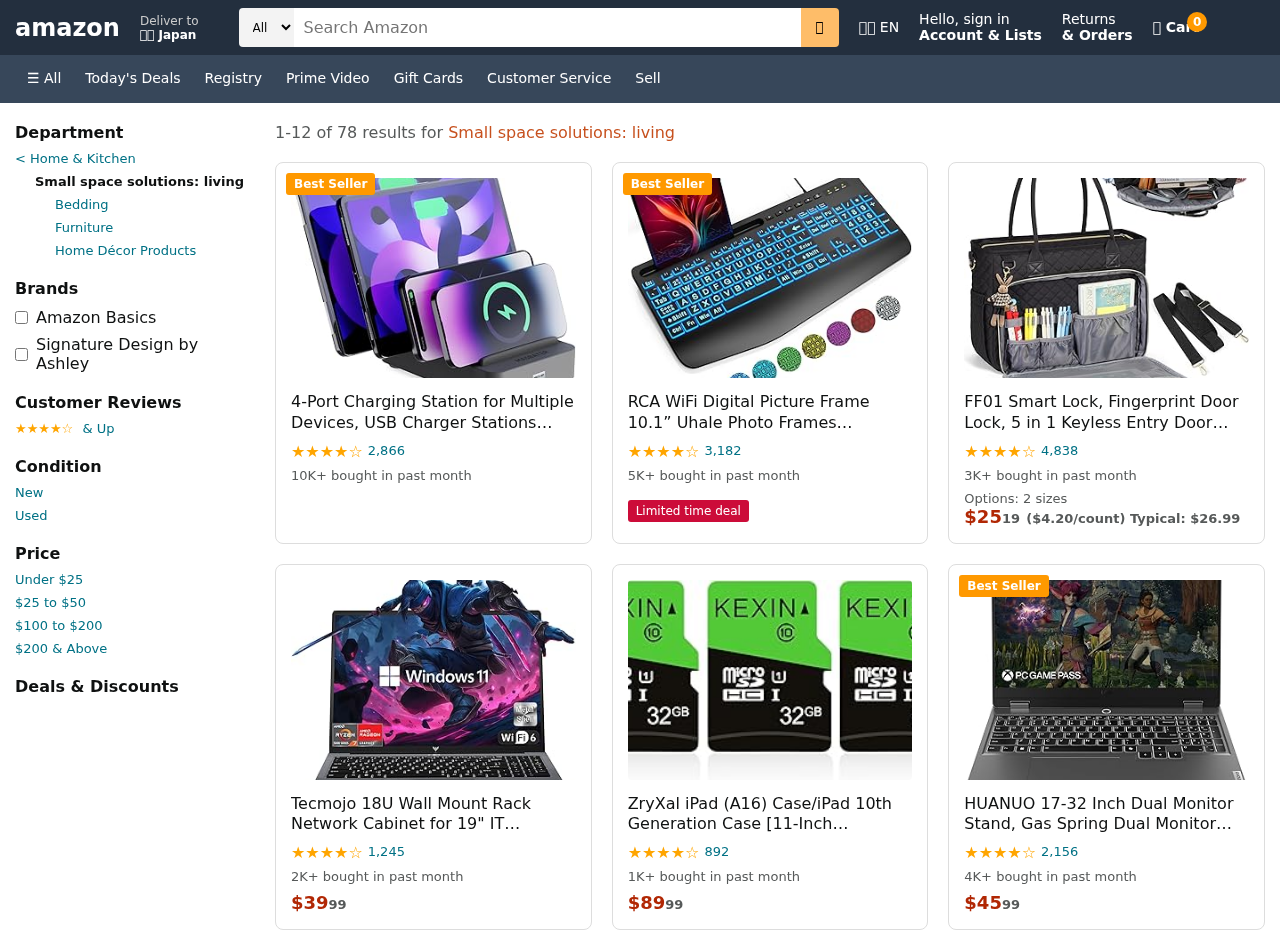 amazon
Deliver to
Japan
All
Search Amazon
EN
Hello, sign in
Account & Lists
Returns
& Orders
0
☰ All
Today's Deals
Registry
Prime Video
Gift Cards
Customer Service
Sell
Department
< Home & Kitchen
Small space solutions: living
Bedding
Furniture
Home Décor Products
Brands
Amazon Basics
Signature Design by
Ashley
Customer Reviews
★★★★☆ & Up
Condition
New
Used
Price
Under $25
$25 to $50
$100 to $200
$200 & Above
Deals & Discounts
1-12 of 78 results for Small space solutions: living
Best Seller
4-Port Charging Station for Multiple
Devices, USB Charger Stations…
★★★★☆ 2,866
10K+ bought in past month
Best Seller
RCA WiFi Digital Picture Frame
10.1” Uhale Photo Frames…
★★★★☆ 3,182
5K+ bought in past month
Limited time deal
FF01 Smart Lock, Fingerprint Door
Lock, 5 in 1 Keyless Entry Door…
★★★★☆ 4,838
3K+ bought in past month
Options: 2 sizes
$25 19 ($4.20/count) Typical: $26.99
Windows 11
WiFi 6
Tecmojo 18U Wall Mount Rack
Network Cabinet for 19" IT…
★★★★☆ 1,245
2K+ bought in past month
$39 99
KEXIN
10
micro SD HC I
32GB
ZryXal iPad (A16) Case/iPad 10th
Generation Case [11-Inch…
★★★★☆ 892
1K+ bought in past month
$89 99
Best Seller
PC GAME PASS
HUANUO 17-32 Inch Dual Monitor
Stand, Gas Spring Dual Monitor…
★★★★☆ 2,156
4K+ bought in past month
$45 99